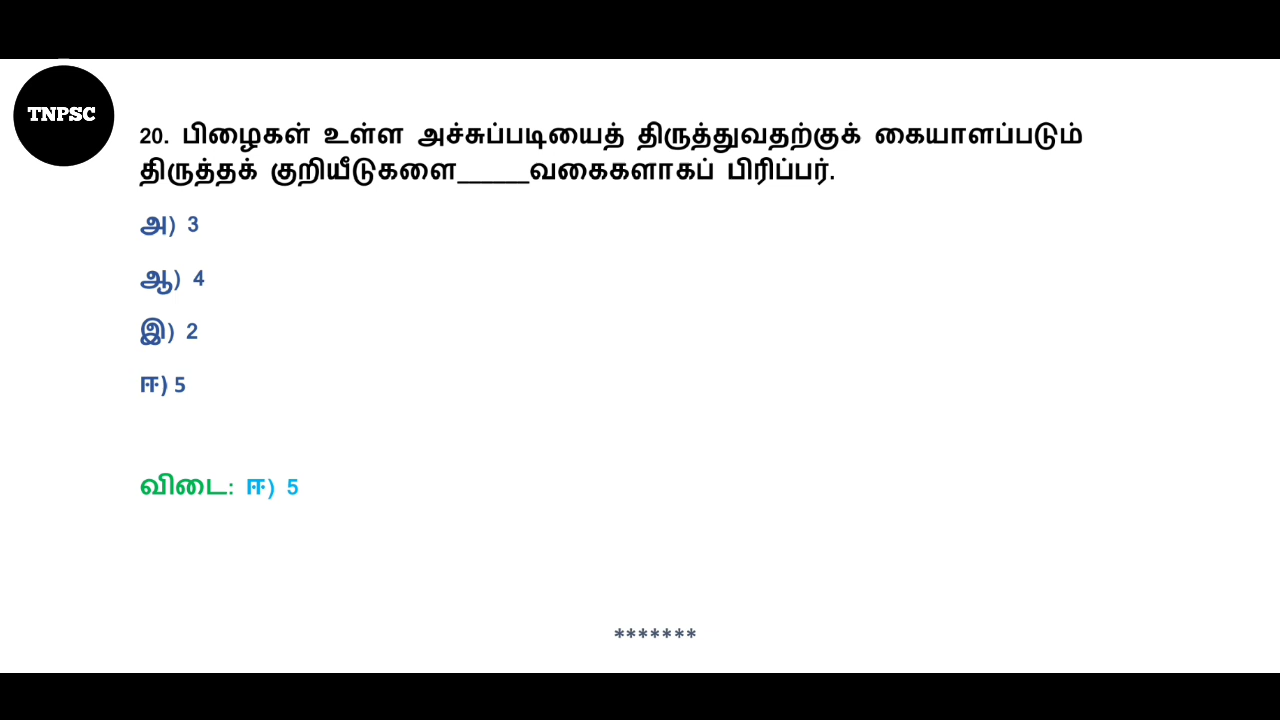 TNPSC
20. பிழைகள் உள்ள அச்சுப்படியைத் திருத்துவதற்குக் கையாளப்படும்
திருத்தக் குறியீடுகளை______வகைகளாகப் பிரிப்பர்.
அ) 3
ஆ) 4
இ) 2
ஈ) 5
விடை: ஈ) 5
*******